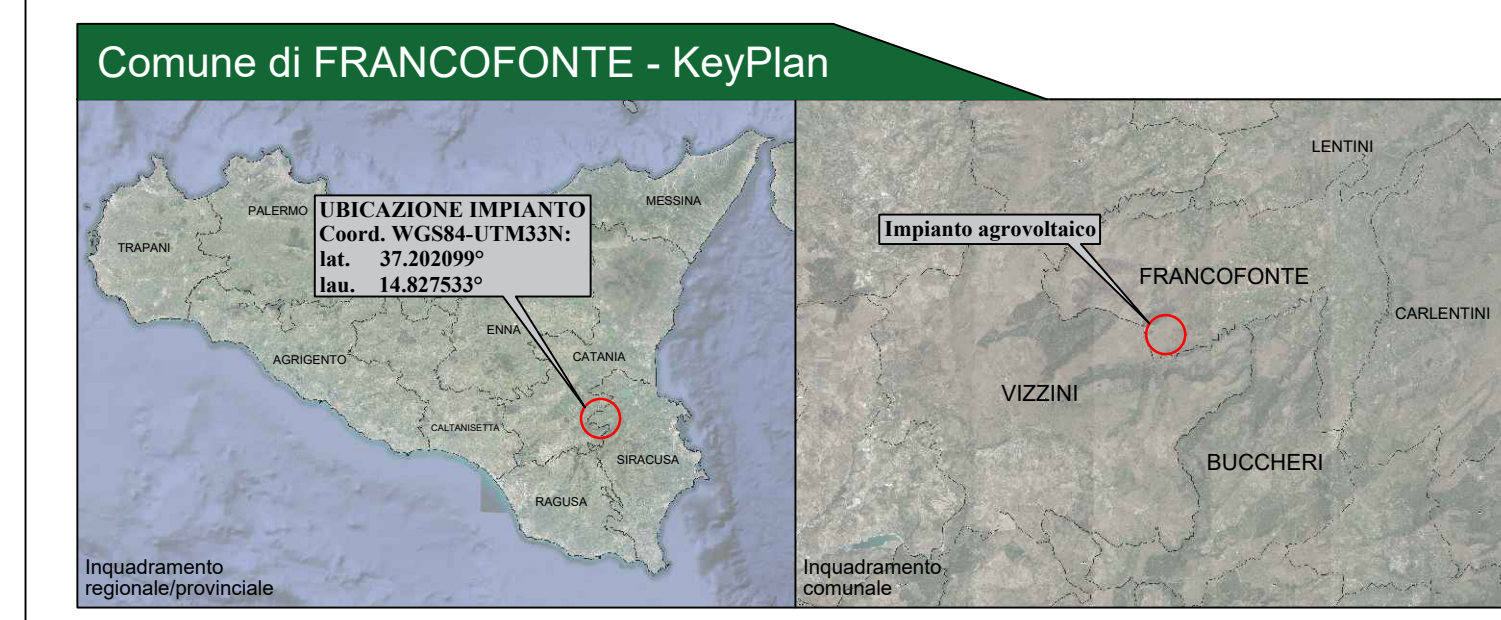 Comune di FRANCOFONTE - KeyPlan
UBICAZIONE IMPIANTO
Coord. WGS84-UTM33N:
lat. 37.202099°
lau. 14.827533°
PALERMO
MESSINA
TRAPANI
ENNA
CATANIA
AGRIGENTO
CALTANISETTA
SIRACUSA
RAGUSA
Inquadramento
regionale/provinciale
LENTINI
Impianto agrovoltaico
FRANCOFONTE
CARLENTINI
VIZZINI
BUCCHERI
Inquadramento
comunale